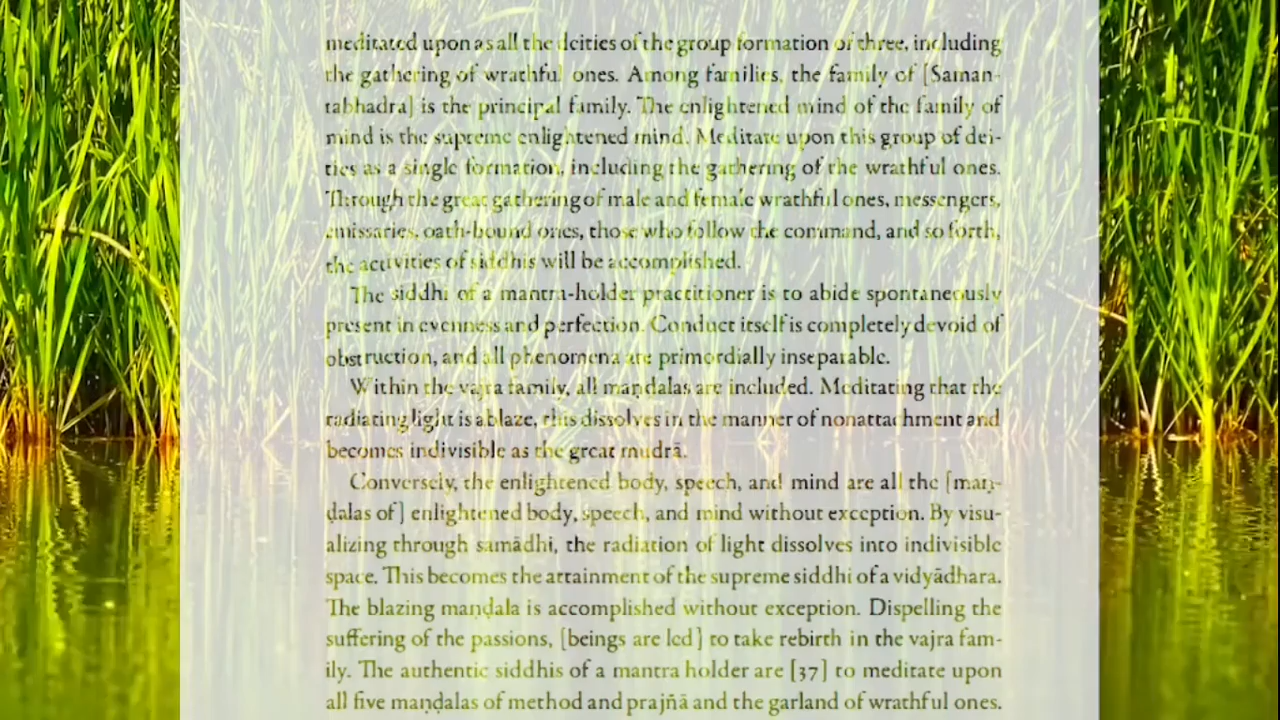 meditated upon as all the deities of the group formation of three, including
the gathering of wrathful ones. Among families, the family of [Saman-
tabhadra] is the principal family. The enlightened mind of the family of
mind is the supreme enlightened mind. Meditate upon this group of dei-
ties as a single formation, including the gathering of the wrathful ones.
Through the great gathering of male and female wrathful ones, messengers,
emissaries, oath-bound ones, those who follow the command, and so forth,
the activities of siddhis will be accomplished.
The siddhi of a mantra-holder practitioner is to abide spontaneously
present in evenness and perfection. Conduct itself is completely devoid of
obstruction, and all phenomena are primordially inseparable.
Within the vajra family, all maṇḍalas are included. Meditating that the
radiating light is ablaze, this dissolves in the manner of nonattachment and
becomes indivisible as the great mudrā.
Conversely, the enlightened body, speech, and mind are all the [maṇ-
ḍalas of] enlightened body, speech, and mind without exception. By visu-
alizing through samādhi, the radiation of light dissolves into indivisible
space. This becomes the attainment of the supreme siddhi of a vidyādhara.
The blazing maṇḍala is accomplished without exception. Dispelling the
suffering of the passions, [beings are led] to take rebirth in the vajra fam-
ily. The authentic siddhis of a mantra holder are [37] to meditate upon
all five maṇḍalas of method and prajñā and the garland of wrathful ones.